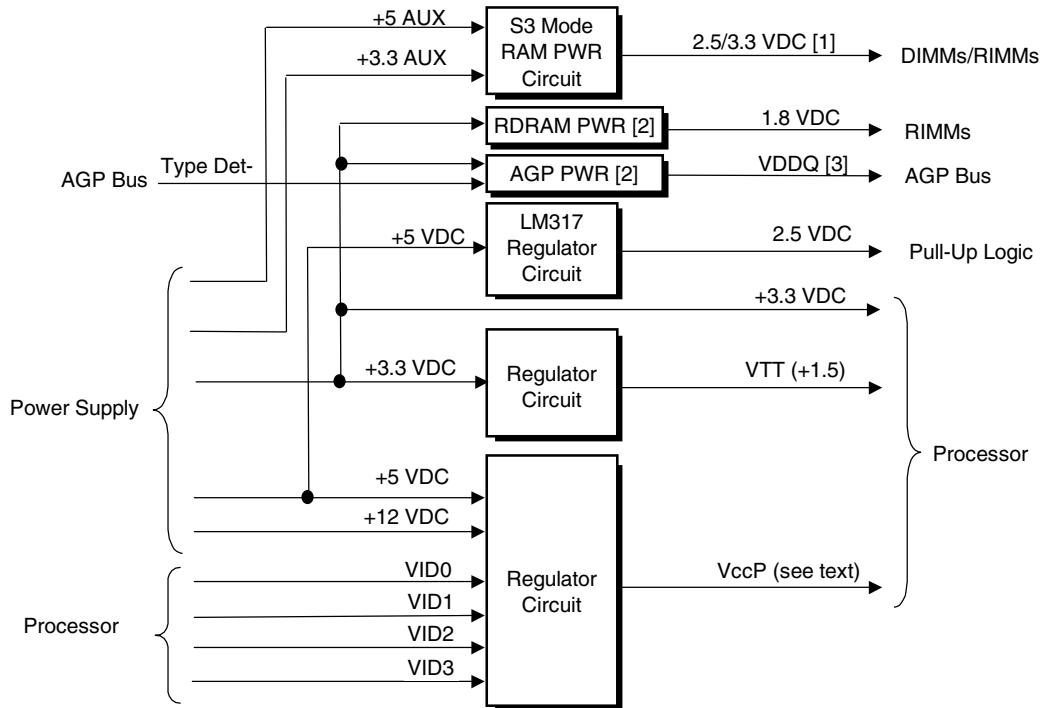 +5 AUX
S3 Mode
RAM PWR
Circuit
2.5/3.3 VDC [1]
DIMMs/RIMMs
+3.3 AUX
RDRAM PWR [2]
1.8 VDC
RIMMs
AGP Bus
Type Det-
AGP PWR [2]
VDDQ [3]
AGP Bus
+5 VDC
LM317
Regulator
Circuit
2.5 VDC
Pull-Up Logic
+3.3 VDC
Power Supply
+3.3 VDC
Regulator
Circuit
VTT (+1.5)
Processor
+5 VDC
+12 VDC
Regulator
Circuit
VccP (see text)
Processor
VID0
VID1
VID2
VID3